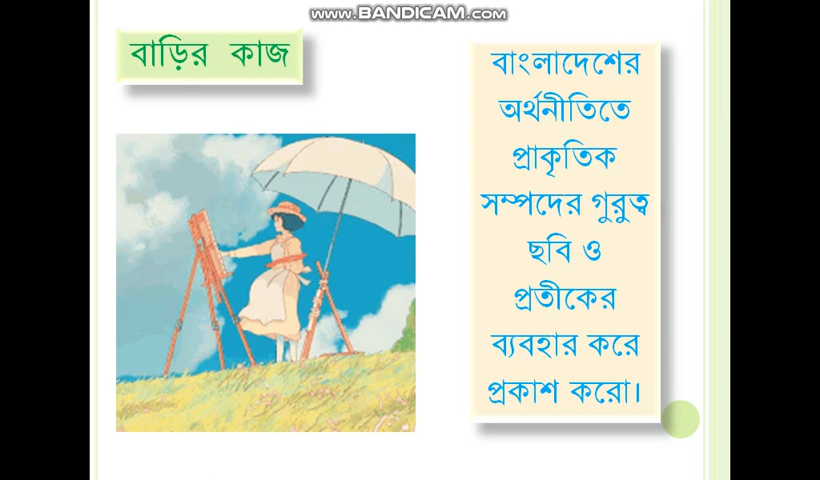 www.BANDICAM.com
বাড়ির কাজ
বাংলাদেশের
অর্থনীতিতে
প্রাকৃতিক
সম্পদের গুরুত্ব
ছবি ও
প্রতীকের
ব্যবহার করে
প্রকাশ করো।